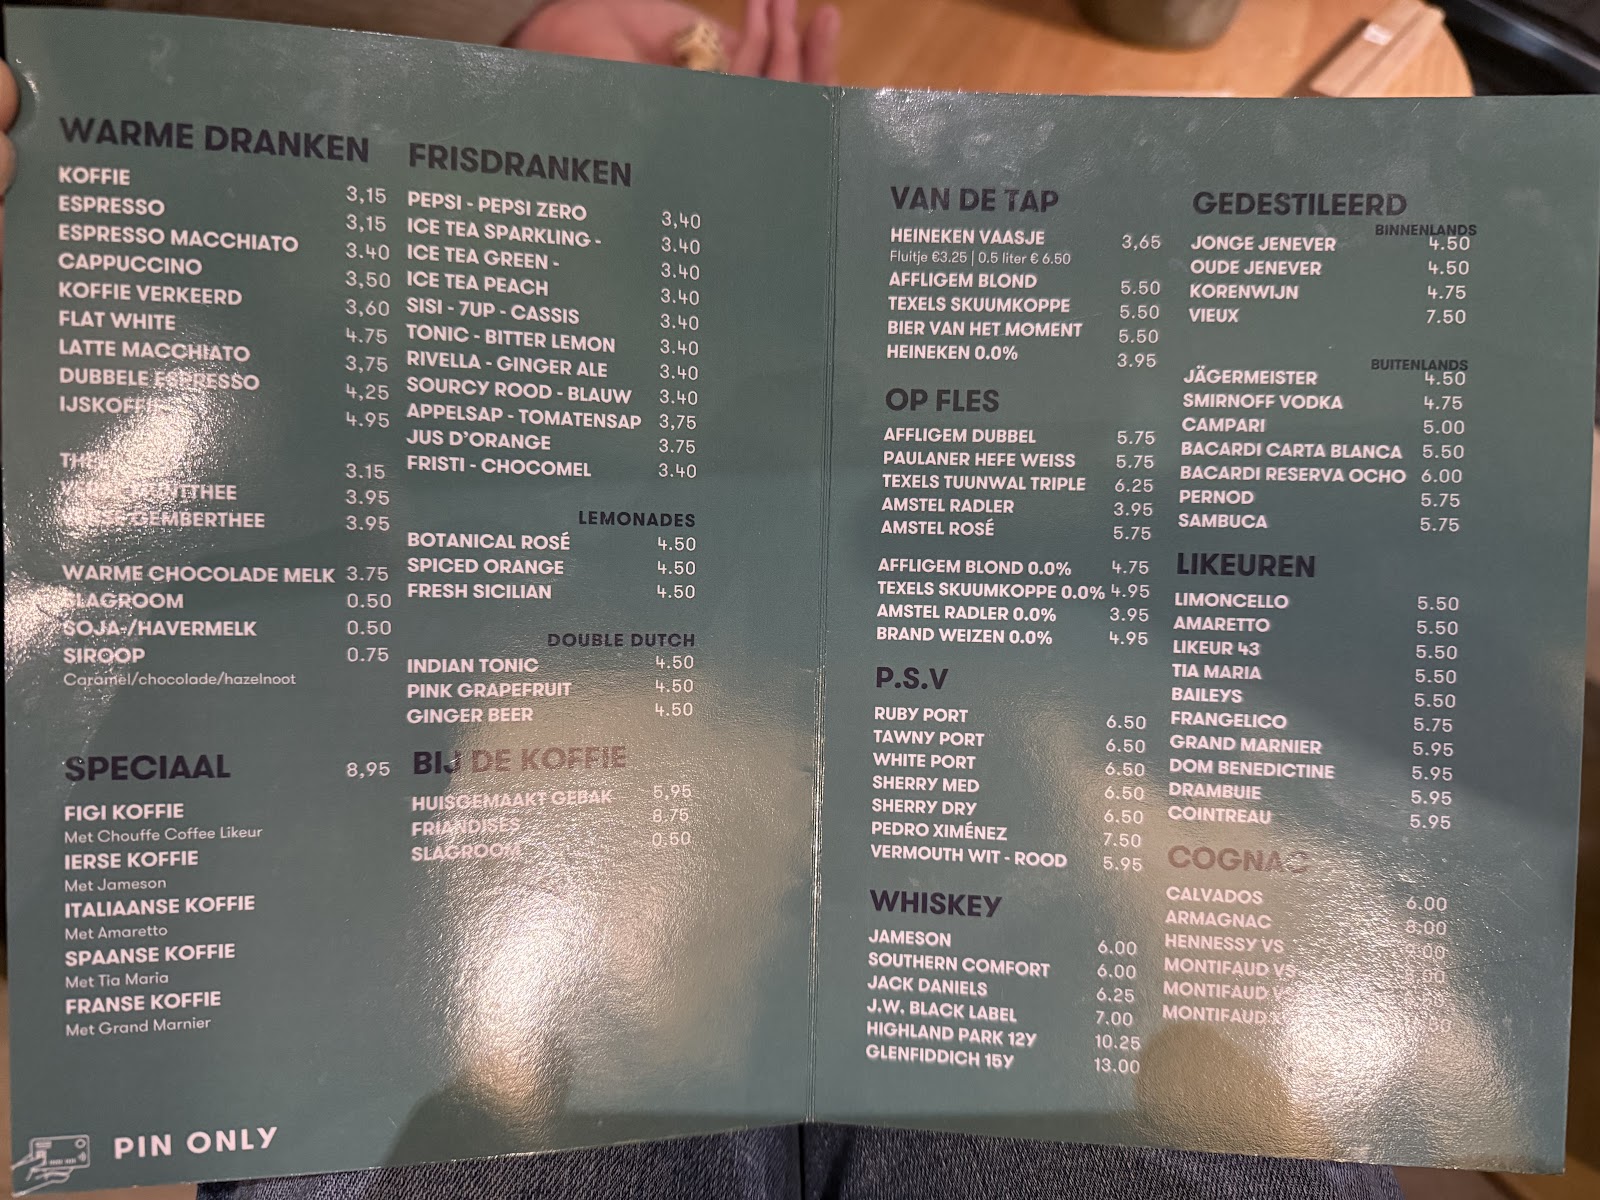 WARME DRANKEN
KOFFIE 3,15
ESPRESSO 3,15
ESPRESSO MACCHIATO 3.40
CAPPUCCINO 3,50
KOFFIE VERKEERD 3,60
FLAT WHITE 4.75
LATTE MACCHIATO 3,75
DUBBELE ESPRESSO 4,25
IJSKOFFIE 4.95
3.15
3.95
GEMBERTHEE 3.95
WARME CHOCOLADE MELK 3.75
SLAGROOM 0.50
SOJA-/HAVERMELK 0.50
SIROOP 0.75
Caramel/chocolade/hazelnoot
SPECIAAL 8,95
FIGI KOFFIE
Met Chouffe Coffee Likeur
IERSE KOFFIE
Met Jameson
ITALIAANSE KOFFIE
Met Amaretto
SPAANSE KOFFIE
Met Tia Maria
FRANSE KOFFIE
Met Grand Marnier
PIN ONLY
FRISDRANKEN
PEPSI - PEPSI ZERO 3,40
ICE TEA SPARKLING - 3.40
ICE TEA GREEN - 3.40
ICE TEA PEACH 3.40
SISI - 7UP - CASSIS 3.40
TONIC - BITTER LEMON 3.40
RIVELLA - GINGER ALE 3.40
SOURCY ROOD - BLAUW 3.40
APPELSAP - TOMATENSAP 3,75
JUS D'ORANGE 3.75
FRISTI - CHOCOMEL 3.40
LEMONADES
BOTANICAL ROSÉ 4.50
SPICED ORANGE 4.50
FRESH SICILIAN 4.50
DOUBLE DUTCH
INDIAN TONIC 4.50
PINK GRAPEFRUIT 4.50
GINGER BEER 4.50
BIJ DE KOFFIE
HUISGEMAAKT GEBAK 5,95
FRIANDISES 8.75
SLAGROOM 0.50
VAN DE TAP
HEINEKEN VAASJE 3,65
Fluitje €3.25 | 0.5 liter € 6.50
AFFLIGEM BLOND 5.50
TEXELS SKUUMKOPPE 5.50
BIER VAN HET MOMENT 5.50
HEINEKEN 0.0% 3.95
OP FLES
AFFLIGEM DUBBEL 5.75
PAULANER HEFE WEISS 5.75
TEXELS TUUNWAL TRIPLE 6.25
AMSTEL RADLER 3.95
AMSTEL ROSÉ 5.75
AFFLIGEM BLOND 0.0% 4.75
TEXELS SKUUMKOPPE 0.0% 4.95
AMSTEL RADLER 0.0% 3.95
BRAND WEIZEN 0.0% 4.95
P.S.V
RUBY PORT 6.50
TAWNY PORT 6.50
WHITE PORT 6.50
SHERRY MED 6.50
SHERRY DRY 6.50
PEDRO XIMÉNEZ 7.50
VERMOUTH WIT - ROOD 5.95
WHISKEY
JAMESON 6.00
SOUTHERN COMFORT 6.00
JACK DANIELS 6.25
J.W. BLACK LABEL 7.00
HIGHLAND PARK 12Y 10.25
GLENFIDDICH 15Y 13.00
GEDESTILEERD
BINNENLANDS
JONGE JENEVER 4.50
OUDE JENEVER 4.50
KORENWIJN 4.75
VIEUX 7.50
BUITENLANDS
JÄGERMEISTER 4.50
SMIRNOFF VODKA 4.75
CAMPARI 5.00
BACARDI CARTA BLANCA 5.50
BACARDI RESERVA OCHO 6.00
PERNOD 5.75
SAMBUCA 5.75
LIKEUREN
LIMONCELLO 5.50
AMARETTO 5.50
LIKEUR 43 5.50
TIA MARIA 5.50
BAILEYS 5.50
FRANGELICO 5.75
GRAND MARNIER 5.95
DOM BENEDICTINE 5.95
DRAMBUIE 5.95
COINTREAU 5.95
COGNAC
CALVADOS 6.00
ARMAGNAC 8.00
HENNESSY VS 9.00
MONTIFAUD VS
MONTIFAUD
MONTIFAUD